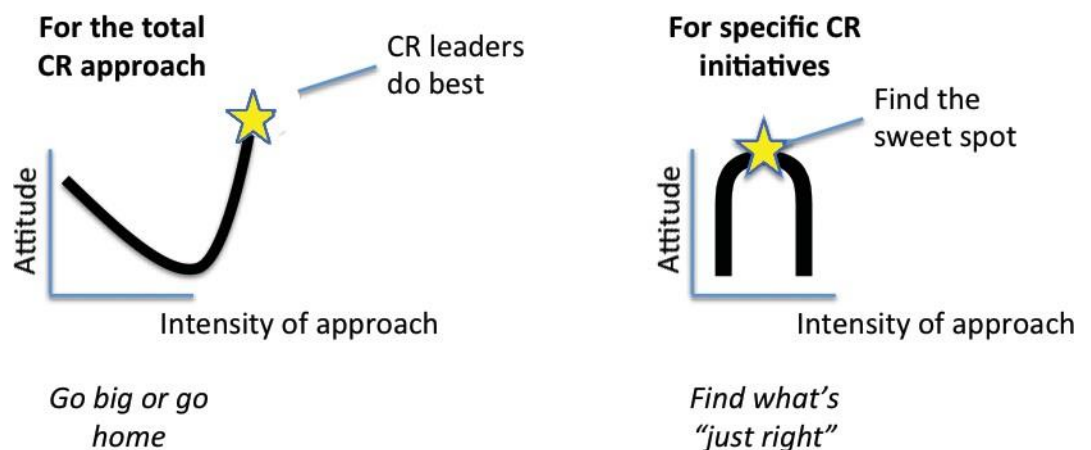 For the total
CR approach
CR leaders
do best
Attitude
Intensity of approach
Go big or go
home
For specific CR
initiatives
Find the
sweet spot
Attitude
Intensity of approach
Find what's
"just right"